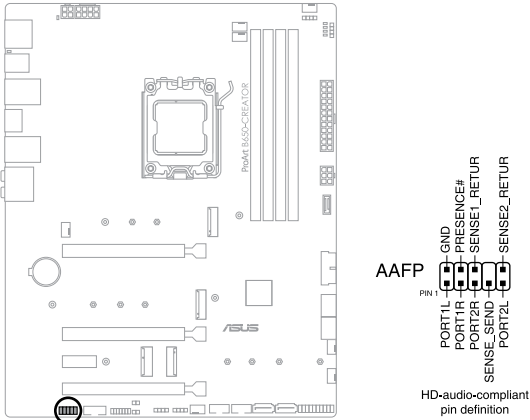 ProArt B650-CREATOR
ASUS
AAFP
PIN 1
GND
PRESENCE#
SENSE1_RETUR
SENSE2_RETUR
PORT1L
PORT1R
PORT2R
SENSE_SEND
PORT2L
HD-audio-compliant
pin definition